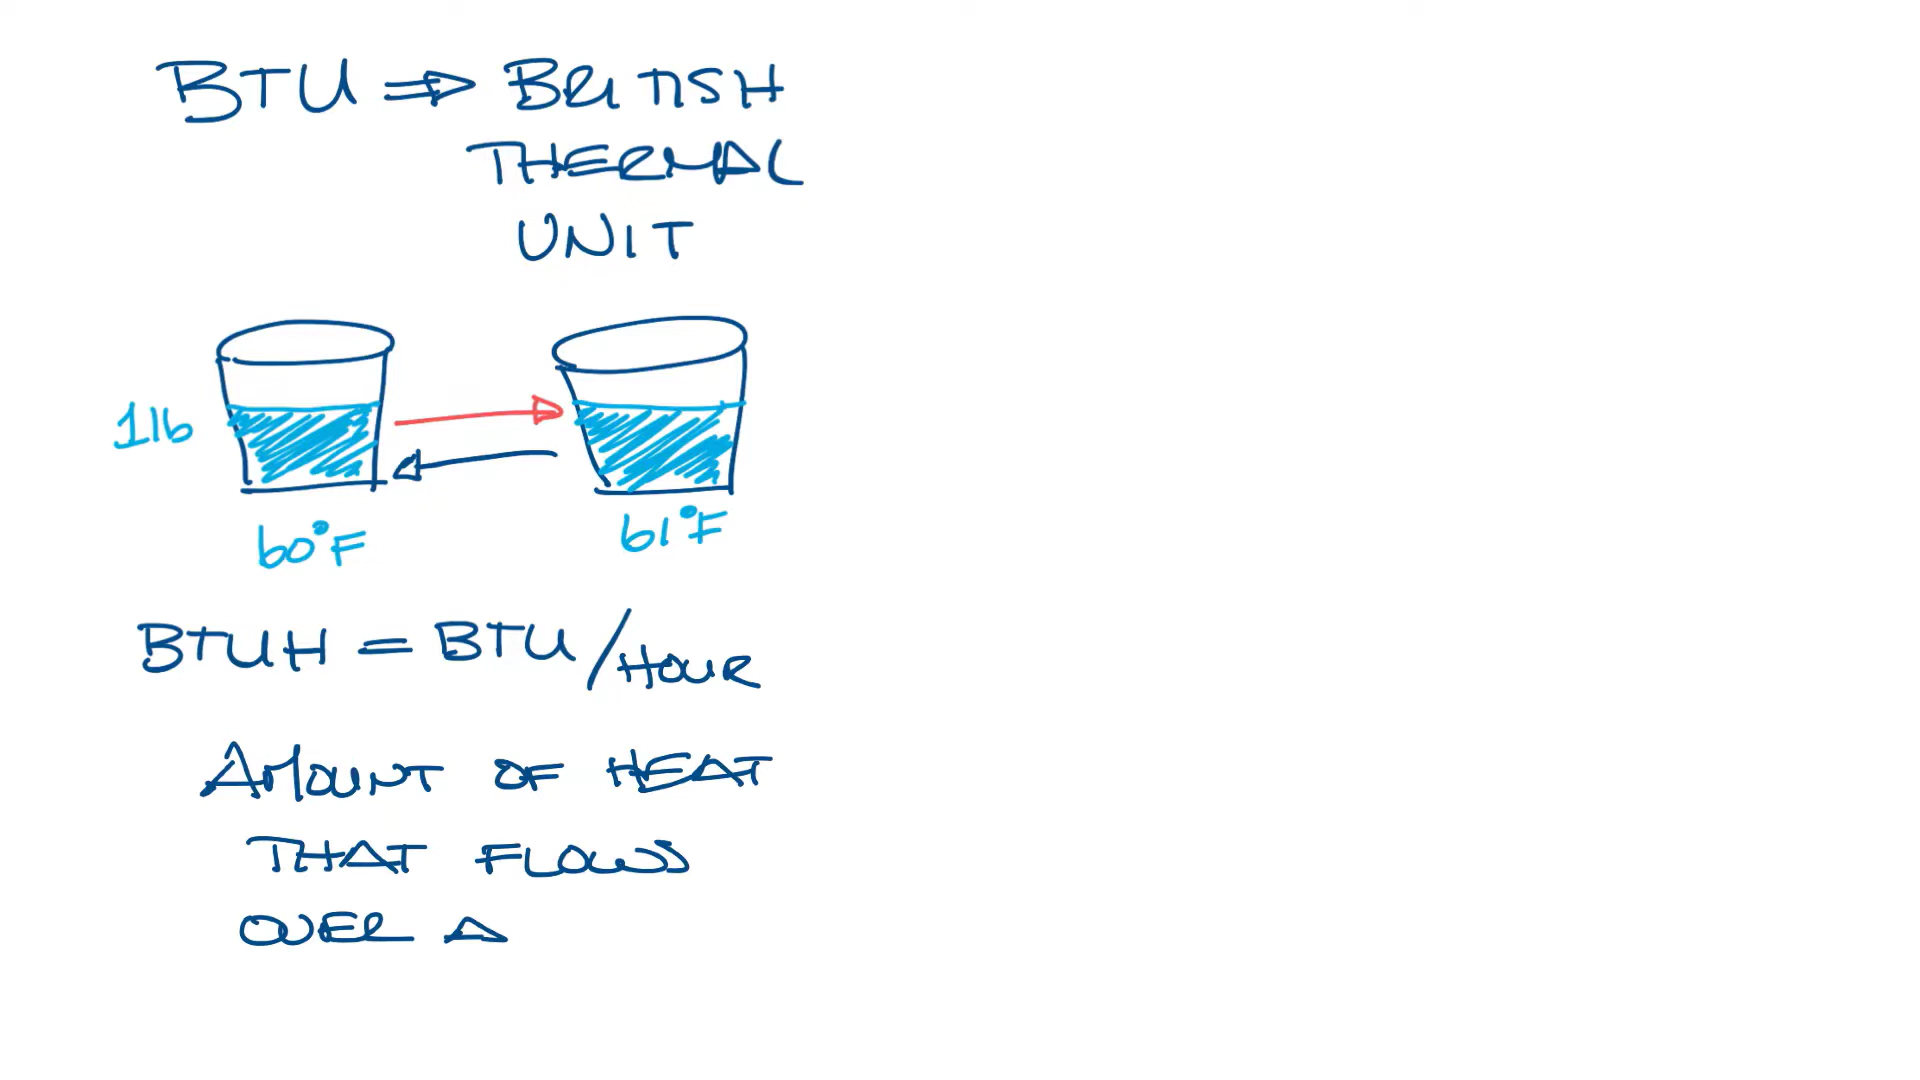 BTU ⇒ BRITISH
THERMAL
UNIT
1lb
60°F
61°F
BTUH = BTU/HOUR
AMOUNT OF HEAT
THAT FLOWS
OVER A